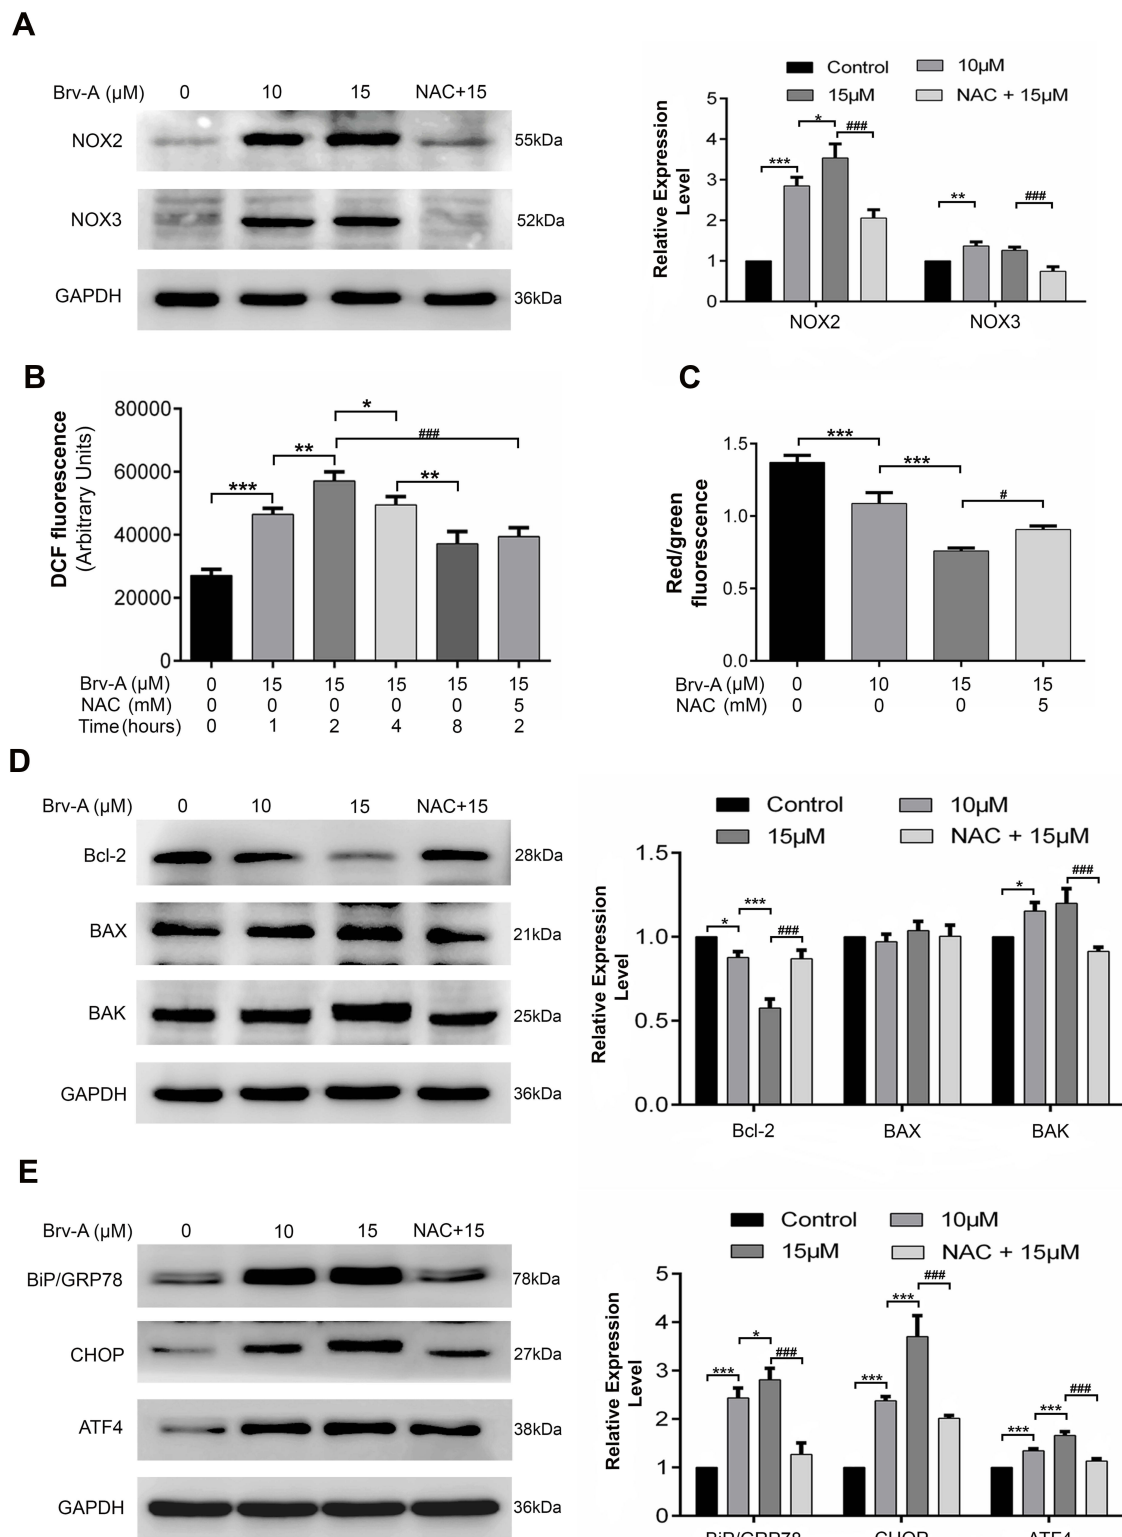 A
Brv-A (μM) 0 10 15 NAC+15
NOX2 55kDa
NOX3 52kDa
GAPDH 36kDa
Control 10μM
15μM NAC + 15μM
Relative Expression
Level
5
4
3
2
1
0
*** * ###
** ###
NOX2 NOX3
B
DCF fluorescence
(Arbitrary Units)
80000
60000
40000
20000
0
*** ** * ### **
Brv-A (μM) 0 15 15 15 15 15
NAC (mM) 0 0 0 0 0 5
Time (hours) 0 1 2 4 8 2
C
Red/green
fluorescence
1.5
1.0
0.5
0.0
*** *** #
Brv-A (μM) 0 10 15 15
NAC (mM) 0 0 0 5
D
Brv-A (μM) 0 10 15 NAC+15
Bcl-2 28kDa
BAX 21kDa
BAK 25kDa
GAPDH 36kDa
Control 10μM
15μM NAC + 15μM
Relative Expression
Level
1.5
1.0
0.5
0.0
* *** ###
* ###
Bcl-2 BAX BAK
E
Brv-A (μM) 0 10 15 NAC+15
BiP/GRP78 78kDa
CHOP 27kDa
ATF4 38kDa
GAPDH 36kDa
Control 10μM
15μM NAC + 15μM
Relative Expression
Level
5
4
3
2
1
0
*** * ###
*** *** ###
*** *** ###
BiP/GRP78 CHOP ATF4